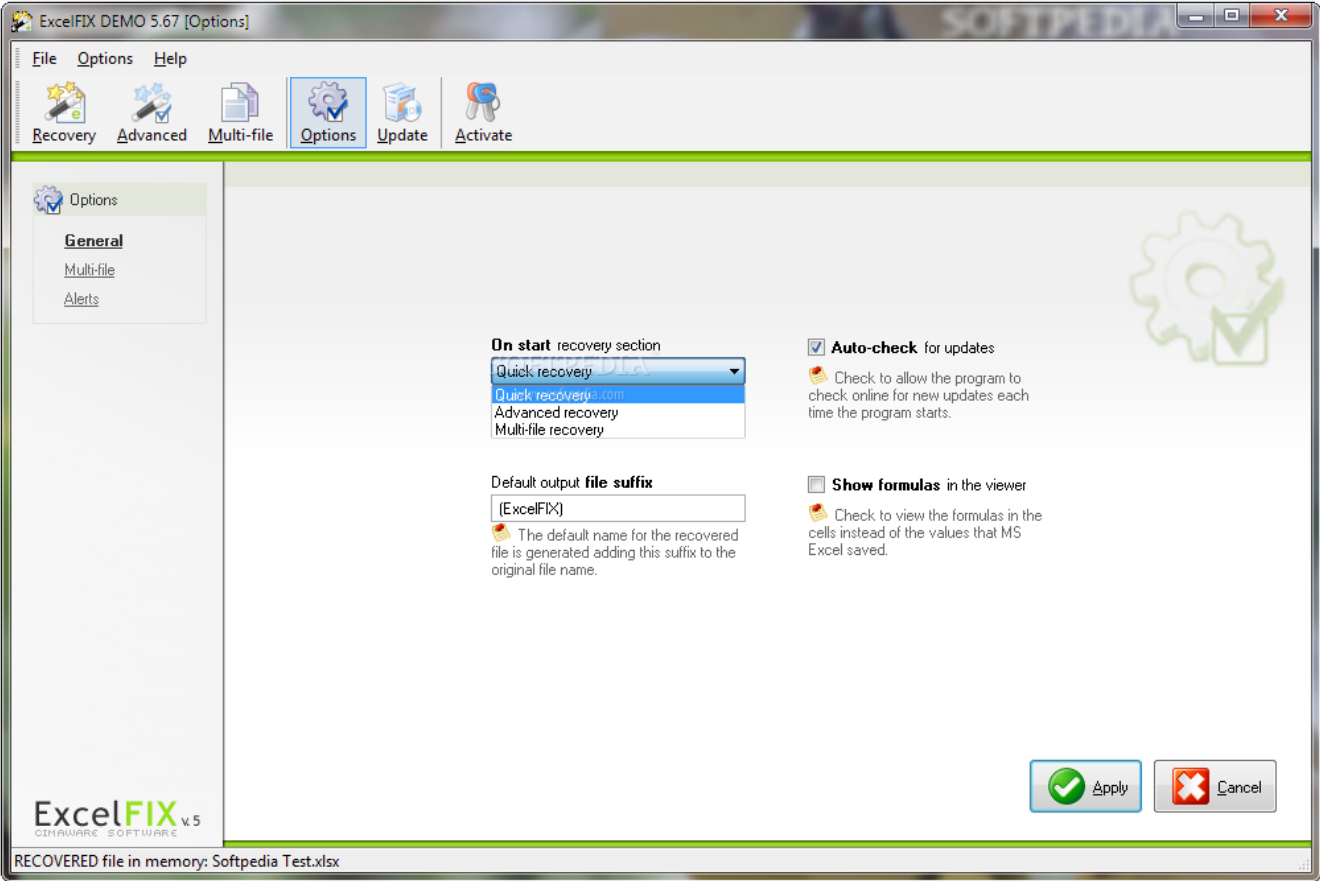 ExcelFIX DEMO 5.67 [Options]
SOFTPEDIA
File Options Help
Recovery Advanced Multi-file Options Update Activate
Options
General
Multi-file
Alerts
On start recovery section
SOFTPEDIA
Quick recovery
Quick recovery
Advanced recovery
Multi-file recovery
Auto-check for updates
Check to allow the program to
check online for new updates each
time the program starts.
Default output file suffix
(ExcelFIX)
The default name for the recovered
file is generated adding this suffix to the
original file name.
Show formulas in the viewer
Check to view the formulas in the
cells instead of the values that MS
Excel saved.
Apply Cancel
ExcelFIX v.5
CIMAWARE SOFTWARE
RECOVERED file in memory: Softpedia Test.xlsx